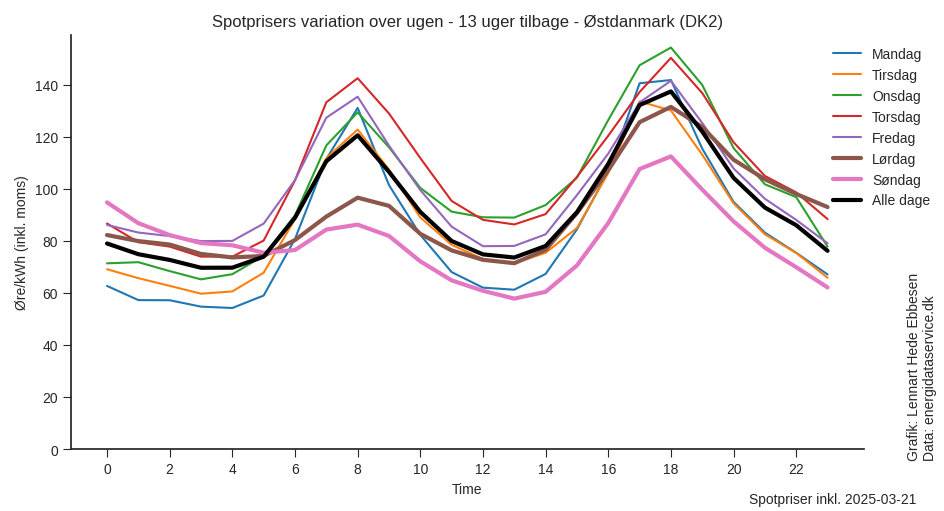 Spotprisers variation over ugen - 13 uger tilbage - Østdanmark (DK2)
Øre/kWh (inkl. moms)
140
120
100
80
60
40
20
0
0 2 4 6 8 10 12 14 16 18 20 22
Time
Mandag
Tirsdag
Onsdag
Torsdag
Fredag
Lørdag
Søndag
Alle dage
Grafik: Lennart Hede Ebbesen
Data: energidataservice.dk
Spotpriser inkl. 2025-03-21